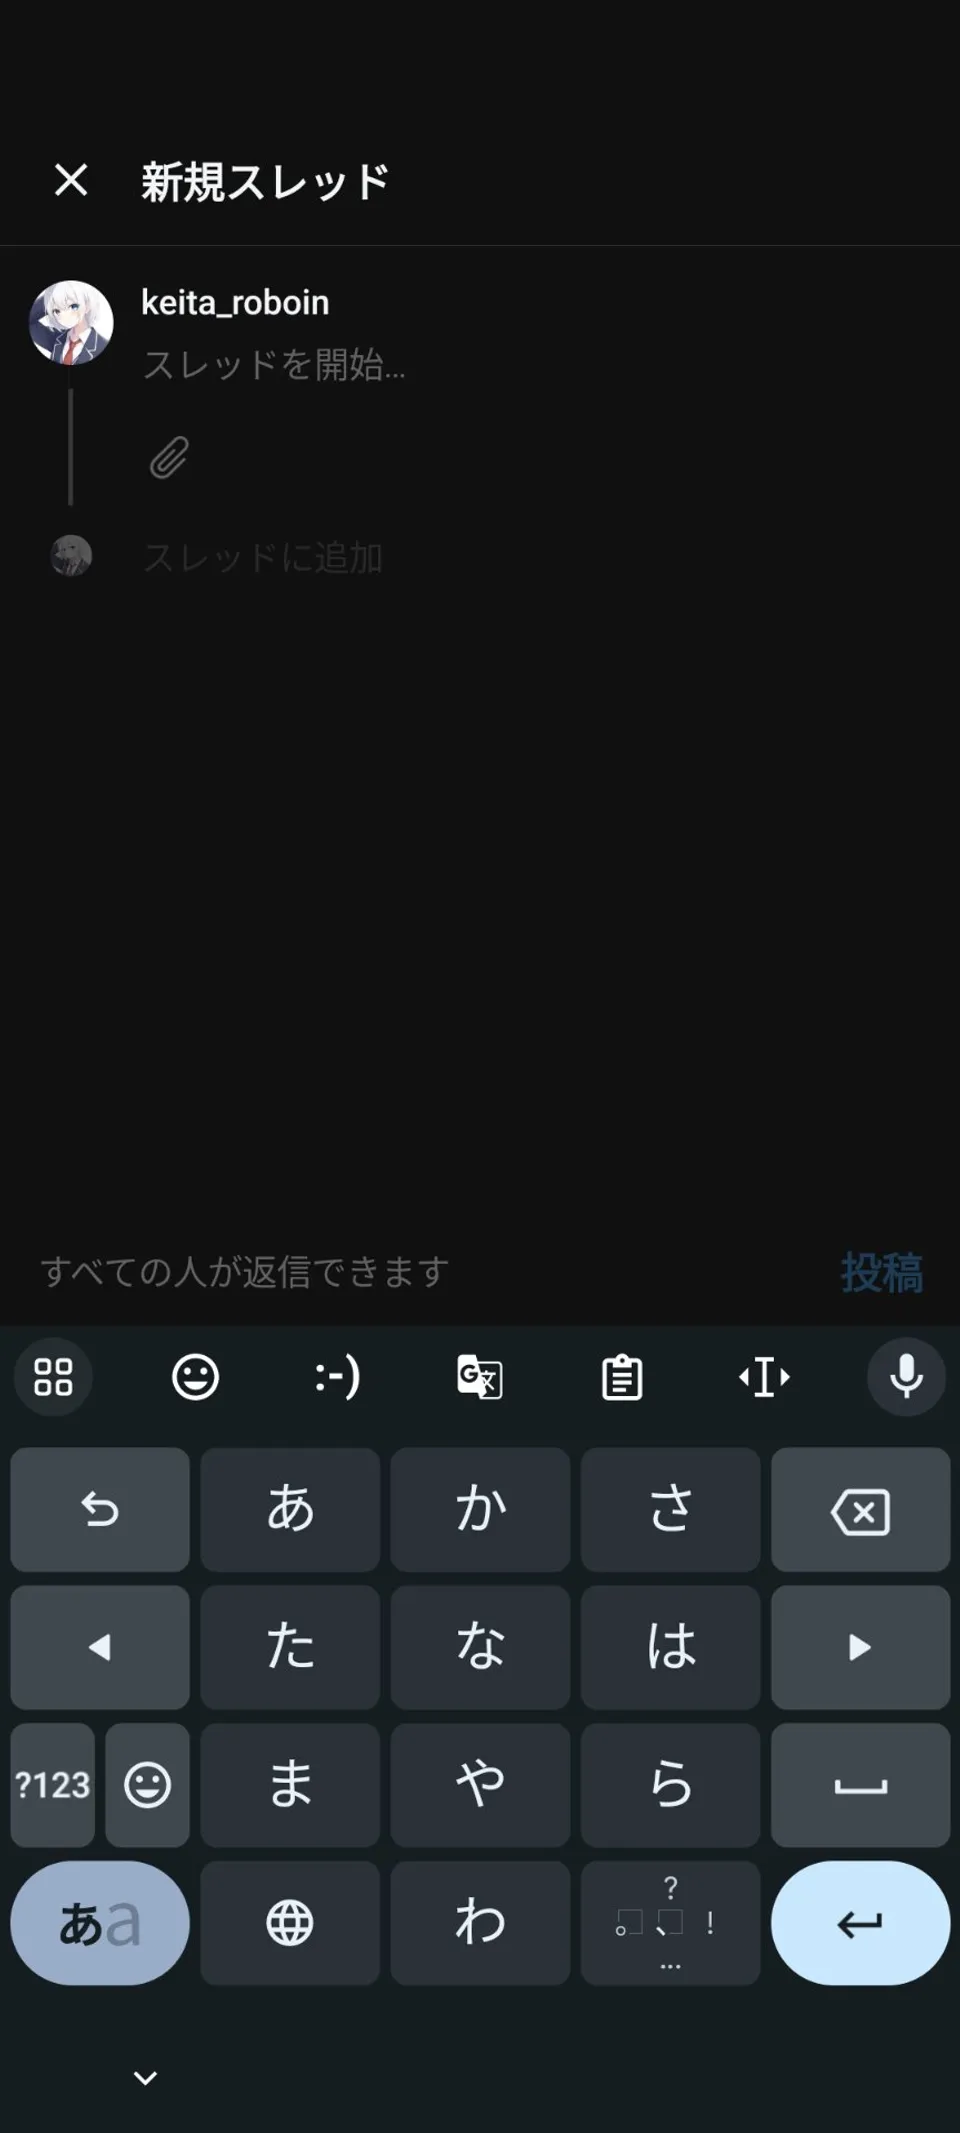 新規スレッド
keita_roboin
スレッドを開始...
スレッドに追加
すべての人が返信できます
投稿
:-)
G文
あ
か
さ
た
な
は
?123
ま
や
ら
あa
わ
?
。、!
...